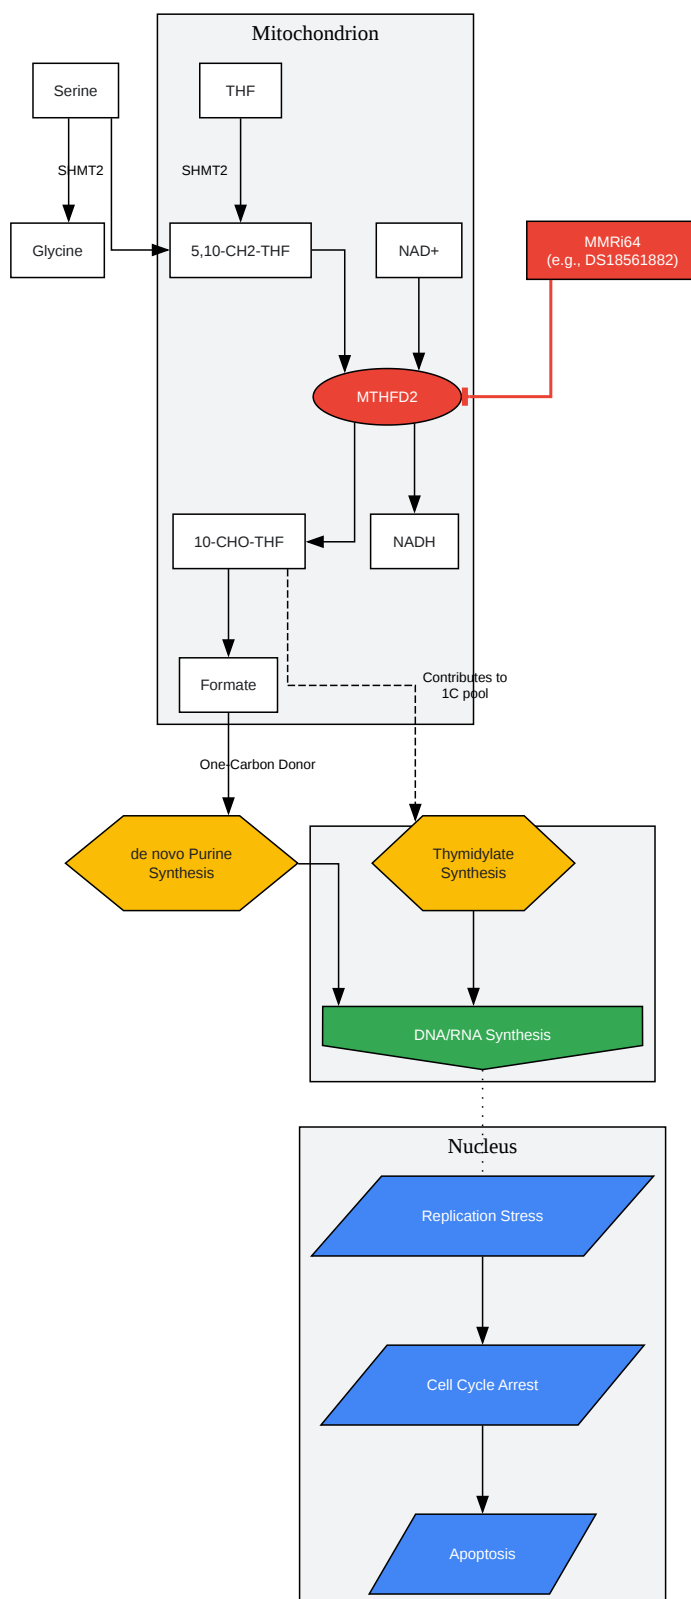 Mitochondrion
Serine
THF
SHMT2
SHMT2
Glycine
5,10-CH2-THF
NAD+
MMRi64
(e.g., DS18561882)
MTHFD2
10-CHO-THF
NADH
Formate
Contributes to
1C pool
One-Carbon Donor
de novo Purine
Synthesis
Thymidylate
Synthesis
DNA/RNA Synthesis
Nucleus
Replication Stress
Cell Cycle Arrest
Apoptosis